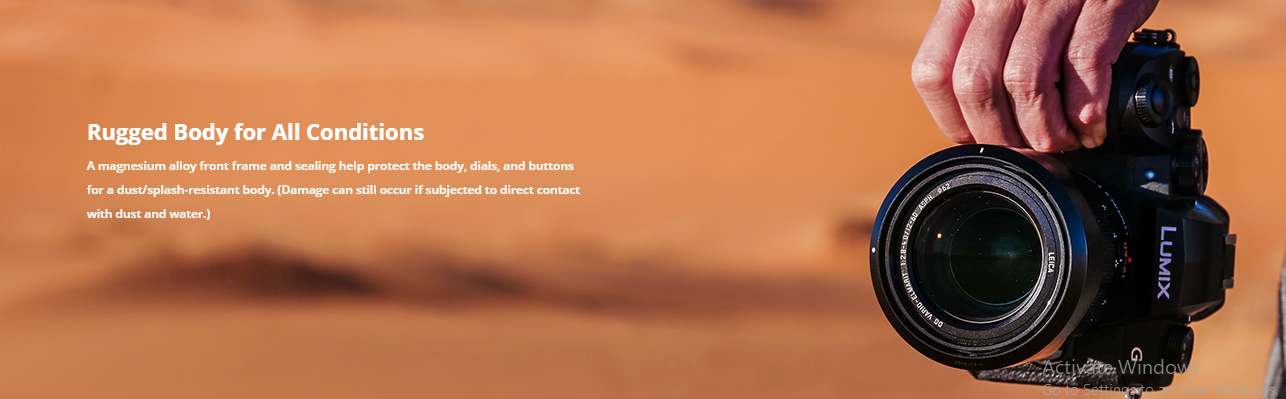 Rugged Body for All Conditions
A magnesium alloy front frame and sealing help protect the body, dials, and buttons
for a dust/splash-resistant body. (Damage can still occur if subjected to direct contact
with dust and water.)
DG VARIO-ELMARIT 1:2.8-4.0/12-60 ASPH. ø62
LEICA
LUMIX
G
Activate Windows
Go to Settings to activate Windows.